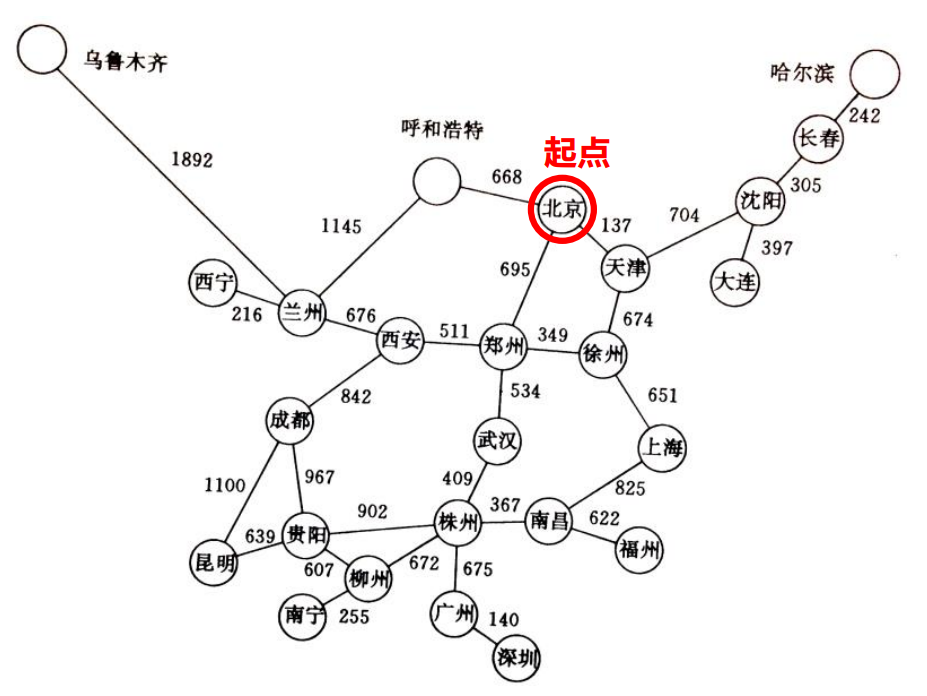 乌鲁木齐
哈尔滨
242
长春
呼和浩特
起点
1892
668
305
北京
沈阳
137
704
1145
397
695
天津
西宁
大连
216
兰州
676
674
西安
511
郑州
349
徐州
842
534
651
成都
武汉
上海
1100
967
409
825
902
367
株州
南昌
622
639
贵阳
福州
昆明
607
672
675
柳州
南宁
255
广州
140
深圳